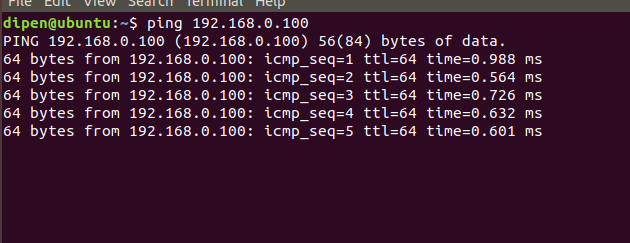 File Edit View Search Terminal Help
dipen@ubuntu:~$ ping 192.168.0.100
PING 192.168.0.100 (192.168.0.100) 56(84) bytes of data.
64 bytes from 192.168.0.100: icmp_seq=1 ttl=64 time=0.988 ms
64 bytes from 192.168.0.100: icmp_seq=2 ttl=64 time=0.564 ms
64 bytes from 192.168.0.100: icmp_seq=3 ttl=64 time=0.726 ms
64 bytes from 192.168.0.100: icmp_seq=4 ttl=64 time=0.632 ms
64 bytes from 192.168.0.100: icmp_seq=5 ttl=64 time=0.601 ms